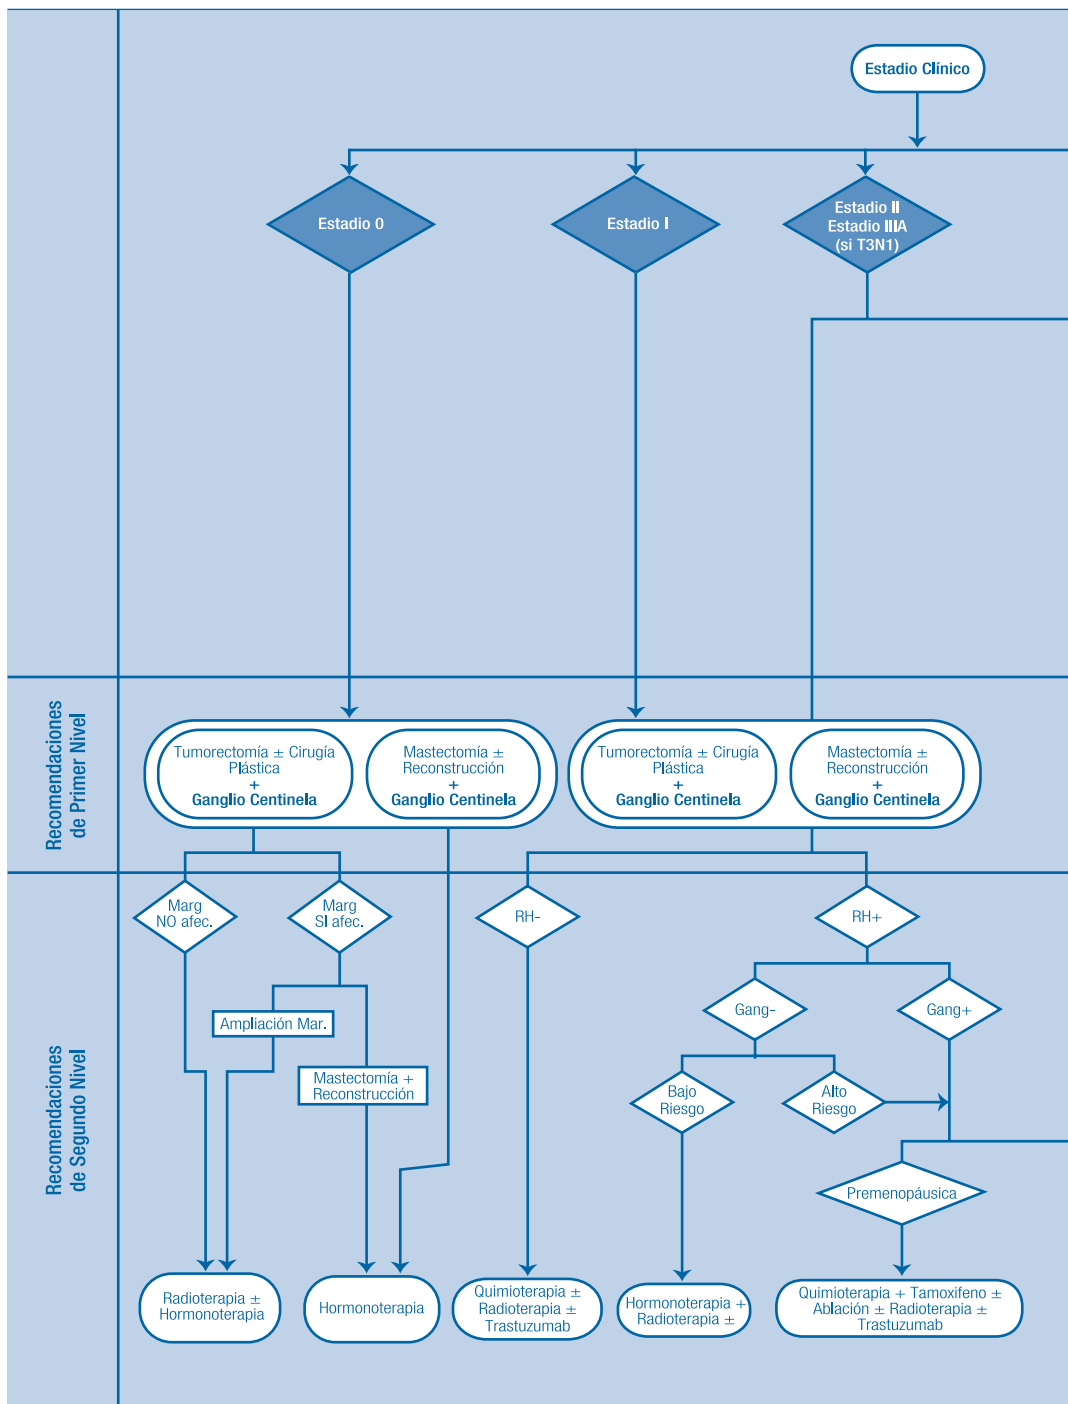 Estadio Clínico
Estadio 0
Estadio I
Estadio II
Estadio IIIA
(si T3N1)
Recomendaciones
de Primer Nivel
Tumorectomía ± Cirugía
Plástica
+
Ganglio Centinela
Mastectomía ±
Reconstrucción
+
Ganglio Centinela
Tumorectomía ± Cirugía
Plástica
+
Ganglio Centinela
Mastectomía ±
Reconstrucción
+
Ganglio Centinela
Recomendaciones
de Segundo Nivel
Marg
NO afec.
Marg
SI afec.
RH-
RH+
Ampliación Mar.
Mastectomía +
Reconstrucción
Gang-
Gang+
Bajo
Riesgo
Alto
Riesgo
Premenopáusica
Radioterapia ±
Hormonoterapia
Hormonoterapia
Quimioterapia ±
Radioterapia ±
Trastuzumab
Hormonoterapia +
Radioterapia ±
Quimioterapia + Tamoxifeno ±
Ablación ± Radioterapia ±
Trastuzumab